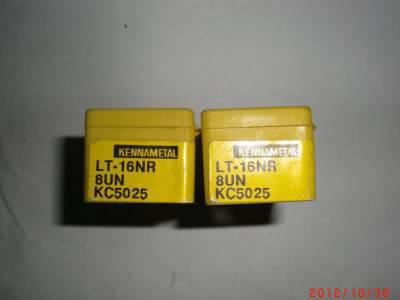 KENNAMETAL
LT-16NR
8UN
KC5025
KENNAMETAL
LT-16NR
8UN
KC5025
2012/10/30